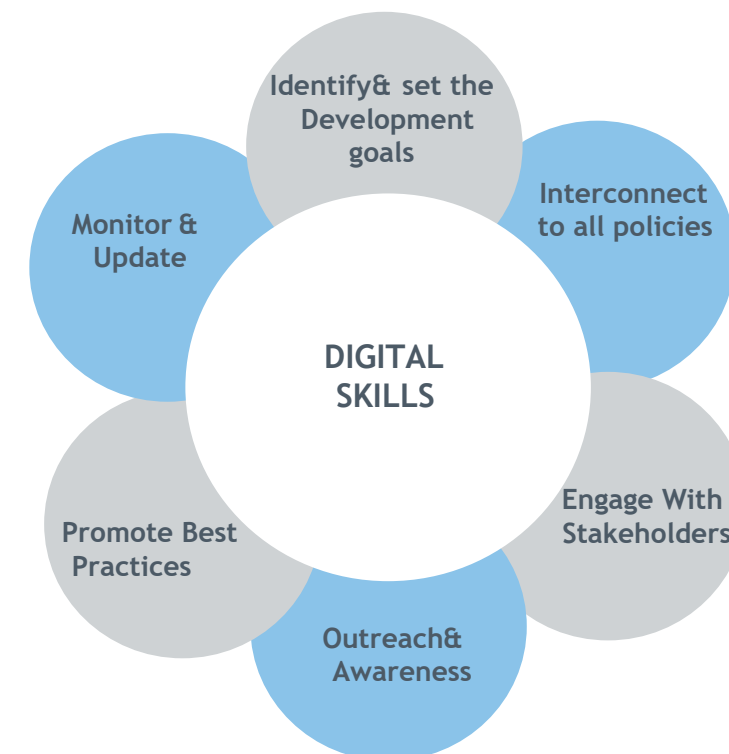 Identify& set the
Development
goals
Interconnect
to all policies
Monitor &
Update
DIGITAL
SKILLS
Engage With
Stakeholders
Promote Best
Practices
Outreach&
Awareness